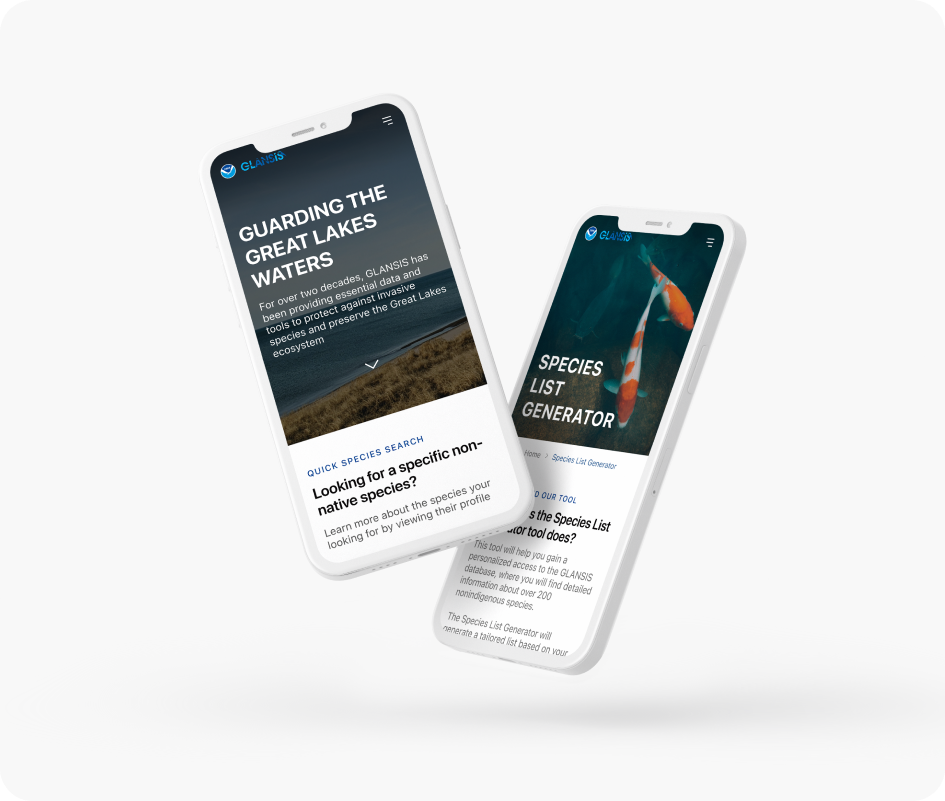 GLANSIS
GUARDING THE
GREAT LAKES
WATERS
For over two decades, GLANSIS has
been providing essential data and
tools to protect against invasive
species and preserve the Great Lakes
ecosystem
QUICK SPECIES SEARCH
Looking for a specific non-
native species?
Learn more about the species your
looking for by viewing their profile
GLANSIS
SPECIES
LIST
GENERATOR
Home > Species List Generator
D OUR TOOL
s the Species List
ator tool does?
This tool will help you gain a
personalized access to the GLANSIS
database, where you will find detailed
information about over 200
nonindigenous species.
The Species List Generator will
generate a tailored list based on your